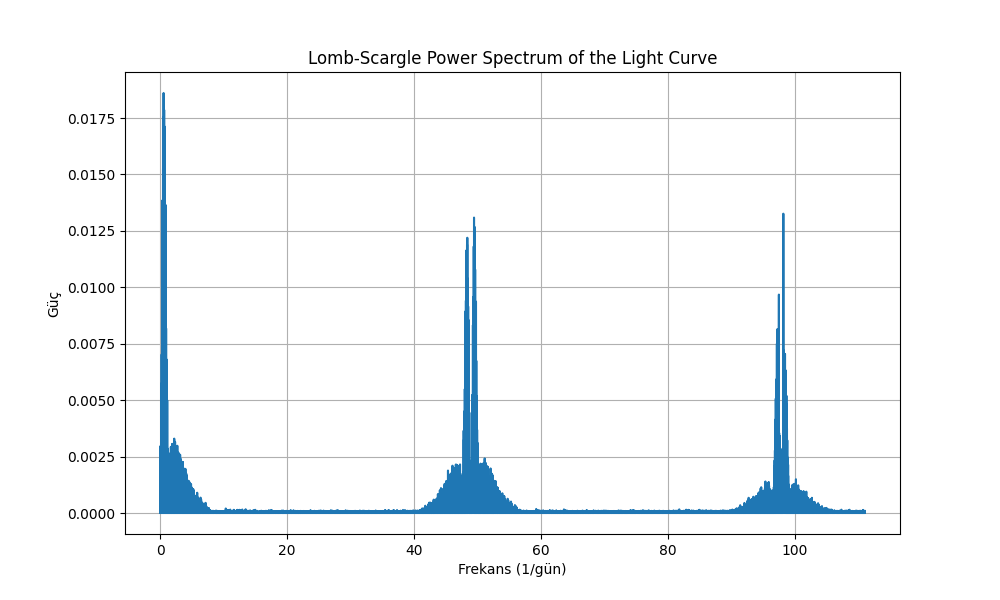 Lomb-Scargle Power Spectrum of the Light Curve
0.0175
0.0150
0.0125
0.0100
0.0075
0.0050
0.0025
0.0000
Güç
0 20 40 60 80 100
Frekans (1/gün)